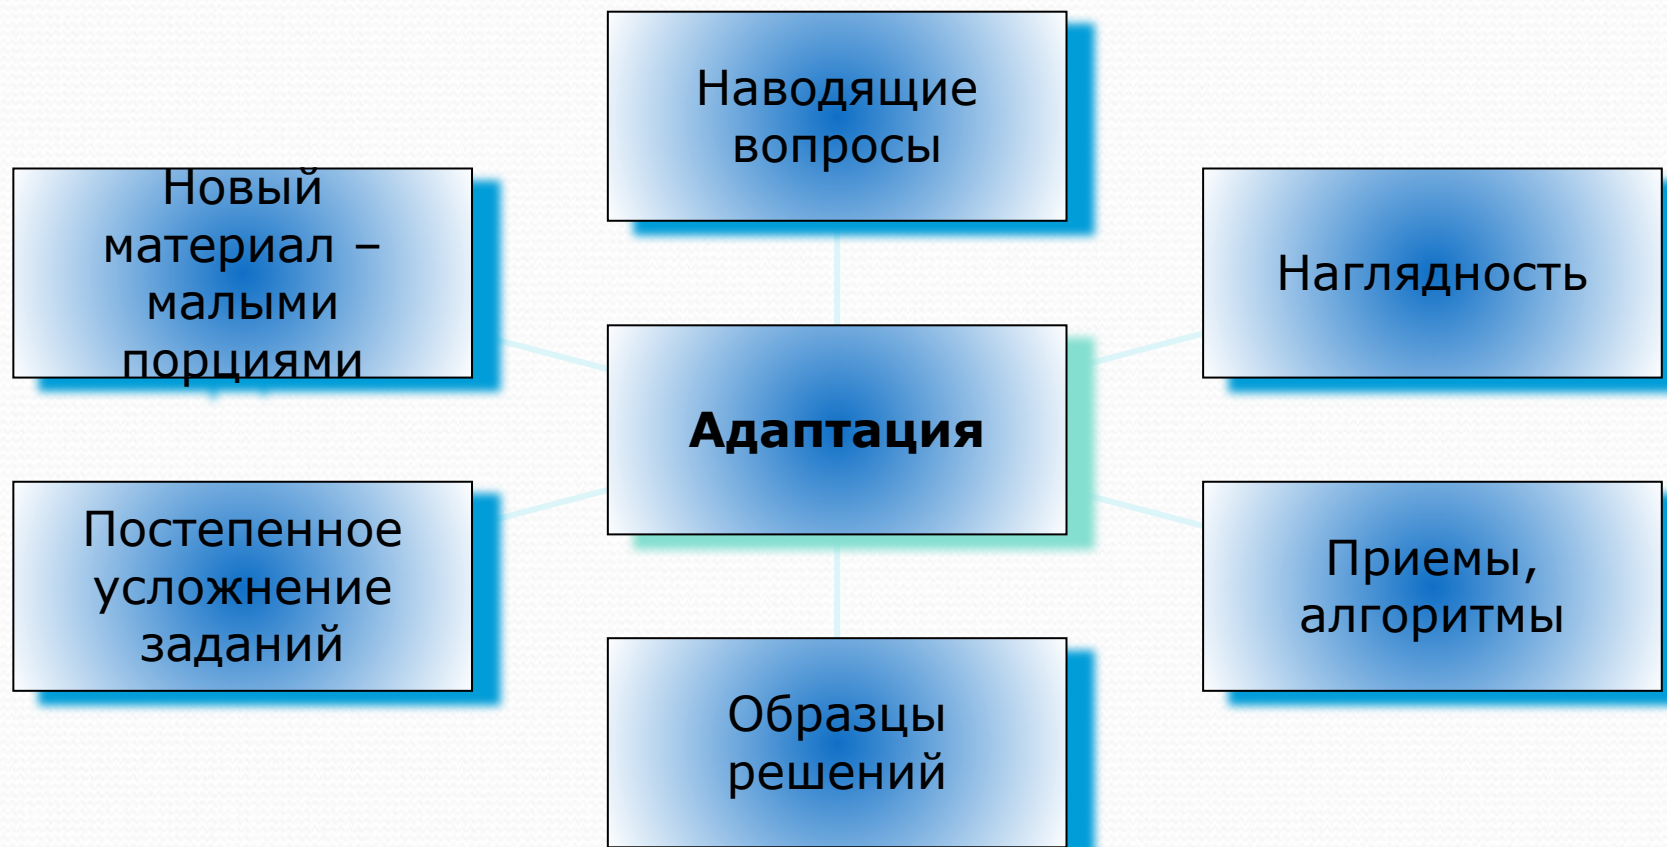 Наводящие
вопросы
Новый
материал –
малыми
порциями
Наглядность
Адаптация
Постепенное
усложнение
заданий
Приемы,
алгоритмы
Образцы
решений